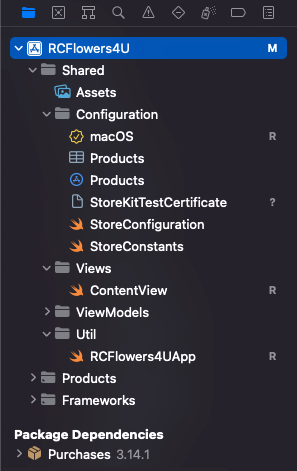 RCFlowers4U M
Shared
Assets
Configuration
macOS R
Products
Products
StoreKitTestCertificate ?
StoreConfiguration
StoreConstants
Views
ContentView R
ViewModels
Util
RCFlowers4UApp R
Products
Frameworks
Package Dependencies
Purchases 3.14.1